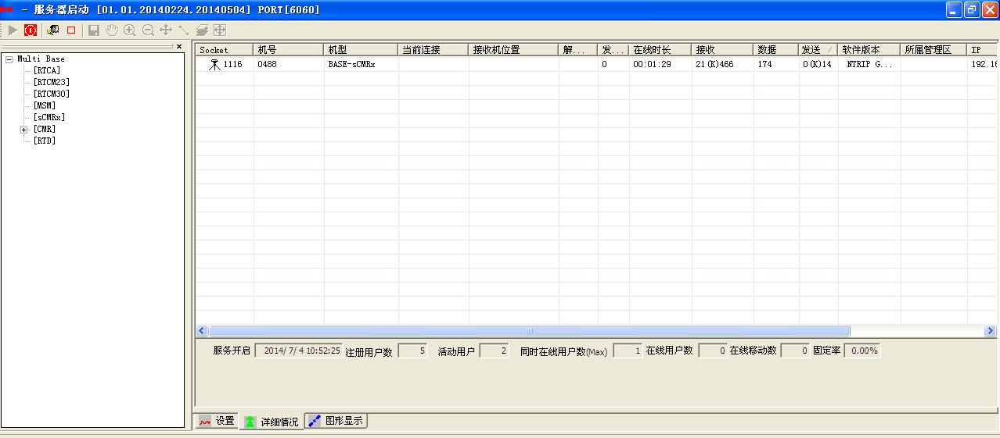 - 服务器启动 [01.01.20140224.20140504] PORT[6060]
Multi Base
[RTCA]
[RTCM23]
[RTCM30]
[MSM]
[sCMRx]
[CMR]
[RTD]
Socket 机号 机型 当前连接 接收机位置 解... 发... 在线时长 接收 数据 发送 软件版本 所属管理区 IP
1116 0488 BASE-sCMRx 0 00:01:29 21(K)466 174 0(K)14 NTRIP G... 192.16
服务开启 2014/ 7/ 4 10:52:25 注册用户数 5 活动用户 2 同时在线用户数(Max) 1 在线用户数 0 在线移动数 0 固定率 0.00%
设置 详细情况 图形显示